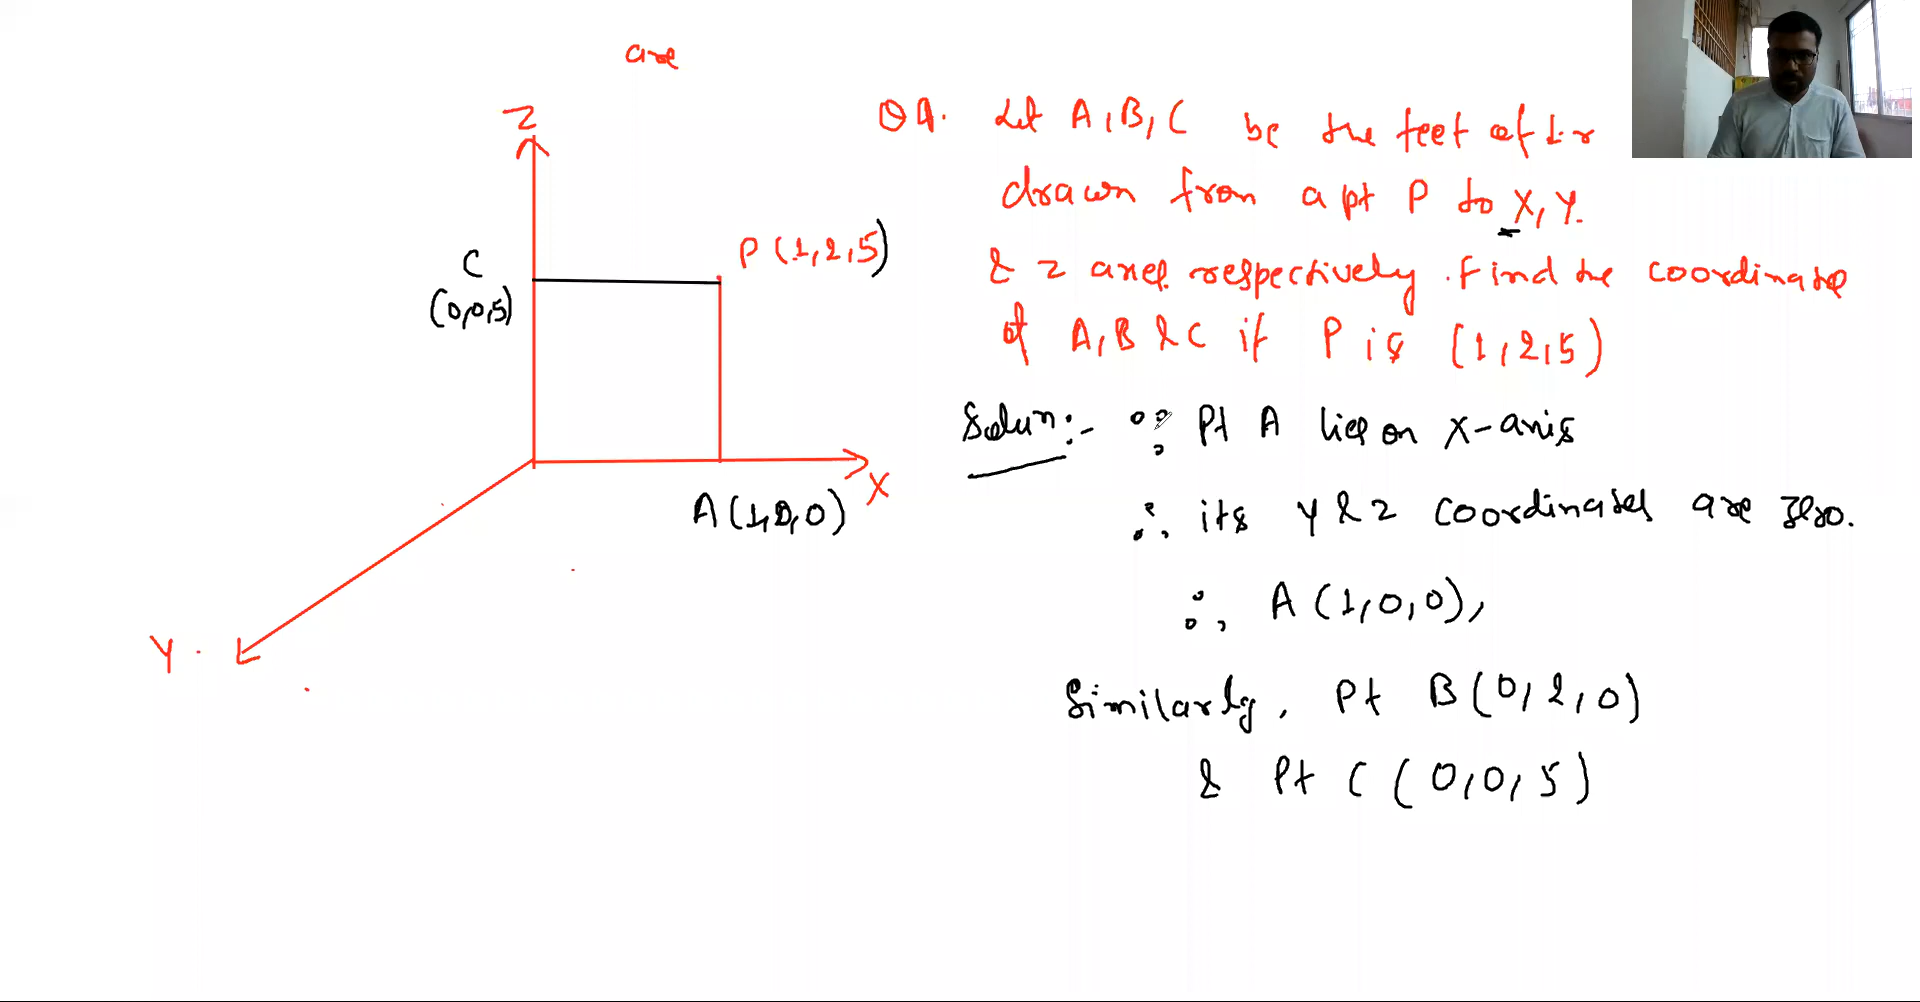 are
Z
C
(0,0,5)
P (1,2,5)
X
A (1,0,0)
Y.
Q4. Let A, B, C be the feet of ⊥r
drawn from a pt P to X, Y.
& Z axes respectively. Find the coordinates
of A, B & C if P is (1, 2, 5)
Solun:- ∵ Pt A lies on X-axis
∴ its Y & Z coordinates are zero.
∴ A (1, 0, 0),
Similarly, Pt B (0, 2, 0)
& Pt C (0, 0, 5)